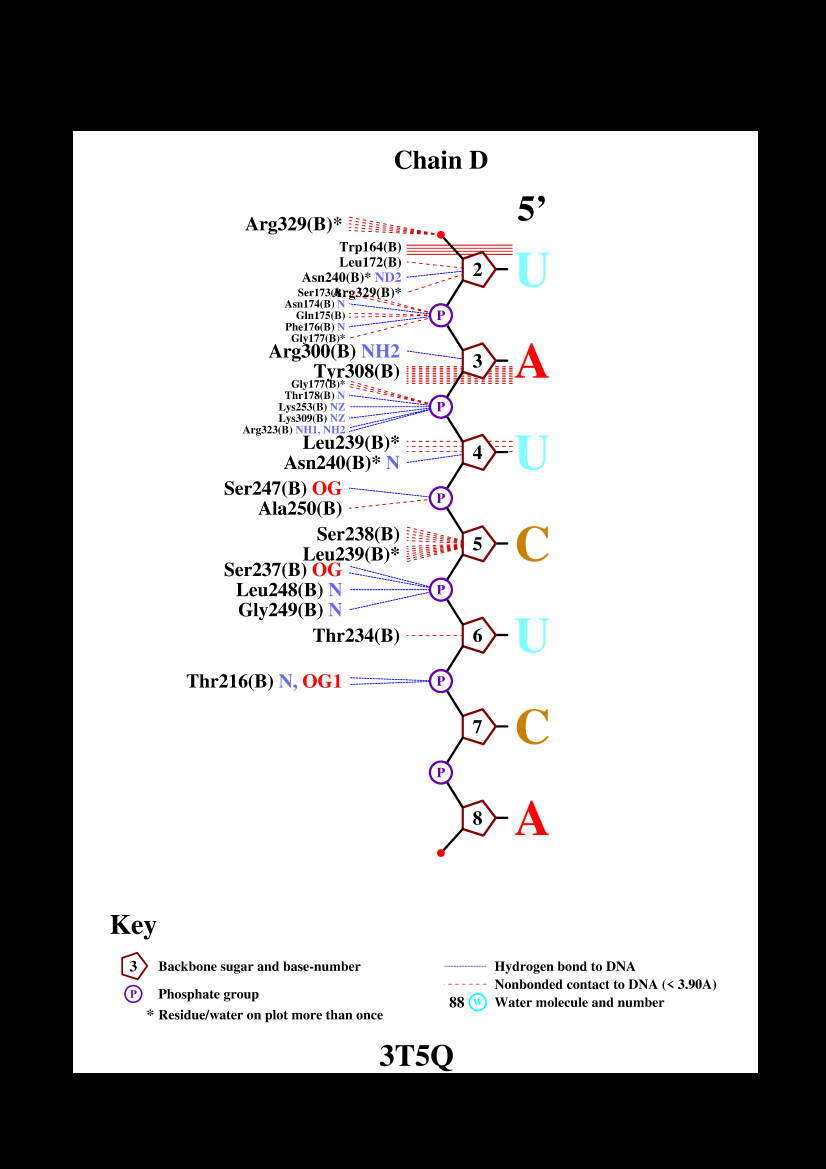 Chain D
5’
Arg329(B)*
Trp164(B)
Leu172(B)
U
2
Asn240(B)* ND2
Ser173(B)
Arg329(B)*
Asn174(B) N
Gln175(B)
P
Phe176(B) N
Gly177(B)*
Arg300(B) NH2
3
A
Tyr308(B)
Gly177(B)*
Thr178(B) N
Lys253(B) NZ
P
Lys309(B) NZ
Arg323(B) NH1, NH2
Leu239(B)*
4
U
Asn240(B)* N
Ser247(B) OG
P
Ala250(B)
Ser238(B)
5
C
Leu239(B)*
Ser237(B) OG
Leu248(B) N
P
Gly249(B) N
Thr234(B)
6
U
Thr216(B) N, OG1
P
7
C
P
8
A
Key
3 Backbone sugar and base-number
P Phosphate group
* Residue/water on plot more than once
Hydrogen bond to DNA
Nonbonded contact to DNA (< 3.90A)
88 W Water molecule and number
3T5Q